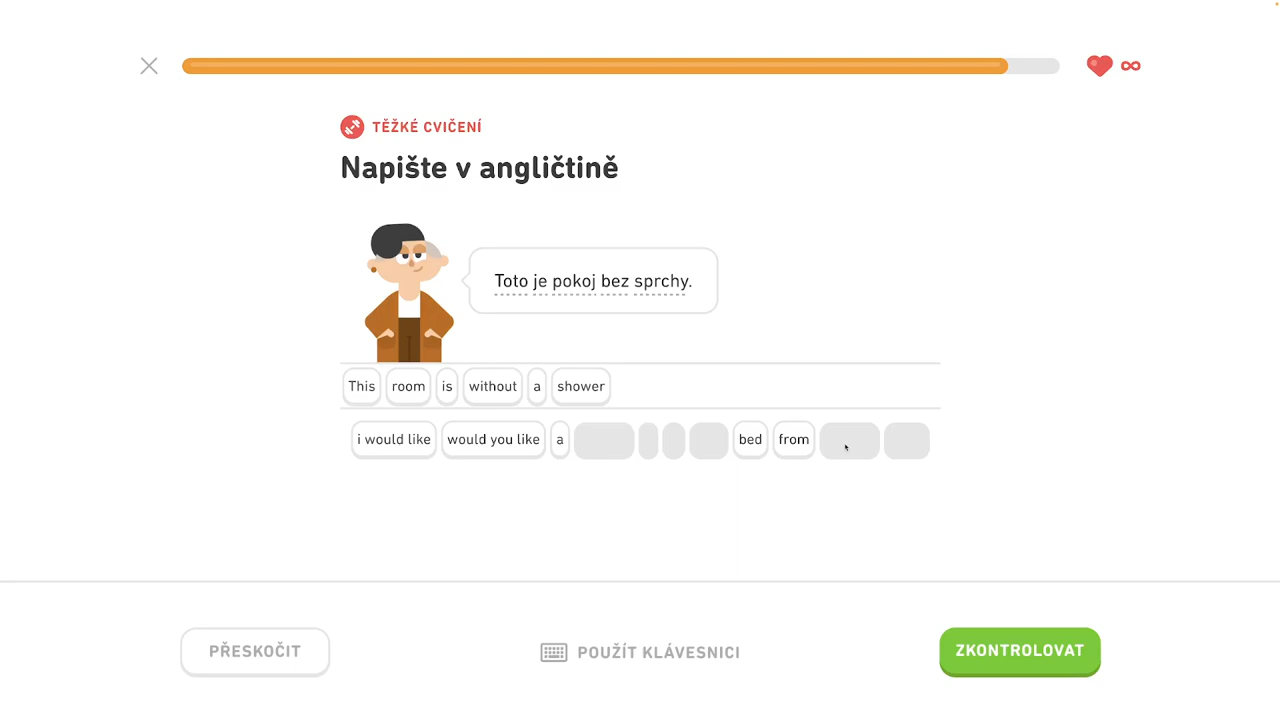 TĚŽKÉ CVIČENÍ
Napište v angličtině
Toto je pokoj bez sprchy.
This room is without a shower
i would like would you like a bed from
PŘESKOČIT POUŽÍT KLÁVESNICI ZKONTROLOVAT